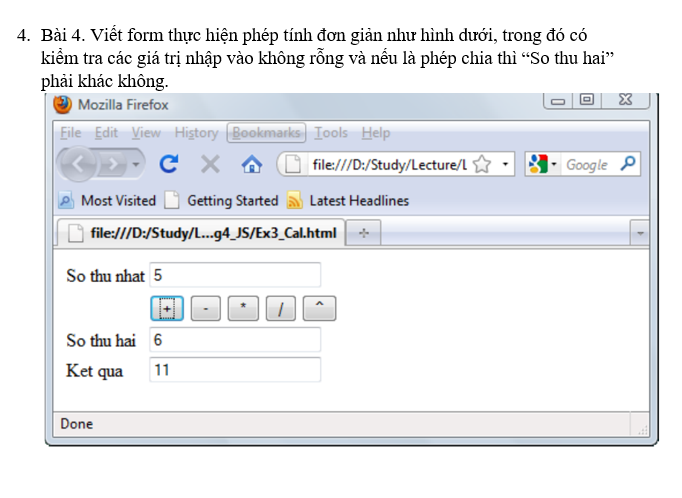 4. Bài 4. Viết form thực hiện phép tính đơn giản như hình dưới, trong đó có
kiểm tra các giá trị nhập vào không rỗng và nếu là phép chia thì “So thu hai”
phải khác không.
Mozilla Firefox
File Edit View History Bookmarks Tools Help
file:///D:/Study/Lecture/L Google
Most Visited Getting Started Latest Headlines
file:///D:/Study/L...g4_JS/Ex3_Cal.html
So thu nhat 5
+ - * / ^
So thu hai 6
Ket qua 11
Done